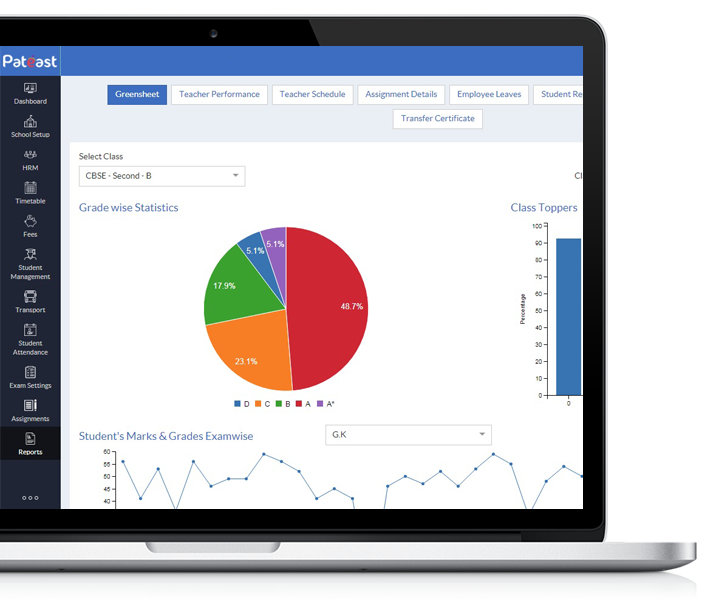 Pateast
Greensheet
Teacher Performance
Teacher Schedule
Assignment Details
Employee Leaves
Student Re
Transfer Certificate
Dashboard
School Setup
HRM
Timetable
Fees
Student
Management
Transport
Student
Attendance
Exam Settings
Assignments
Reports
Select Class
CBSE - Second - B
Cl
Grade wise Statistics
5.1%
5.1%
17.9%
48.7%
23.1%
D C B A A*
Class Toppers
Percentage
100
90
80
70
60
50
40
30
20
10
0
0
Student's Marks & Grades Examwise
G.K
60
55
50
45
40